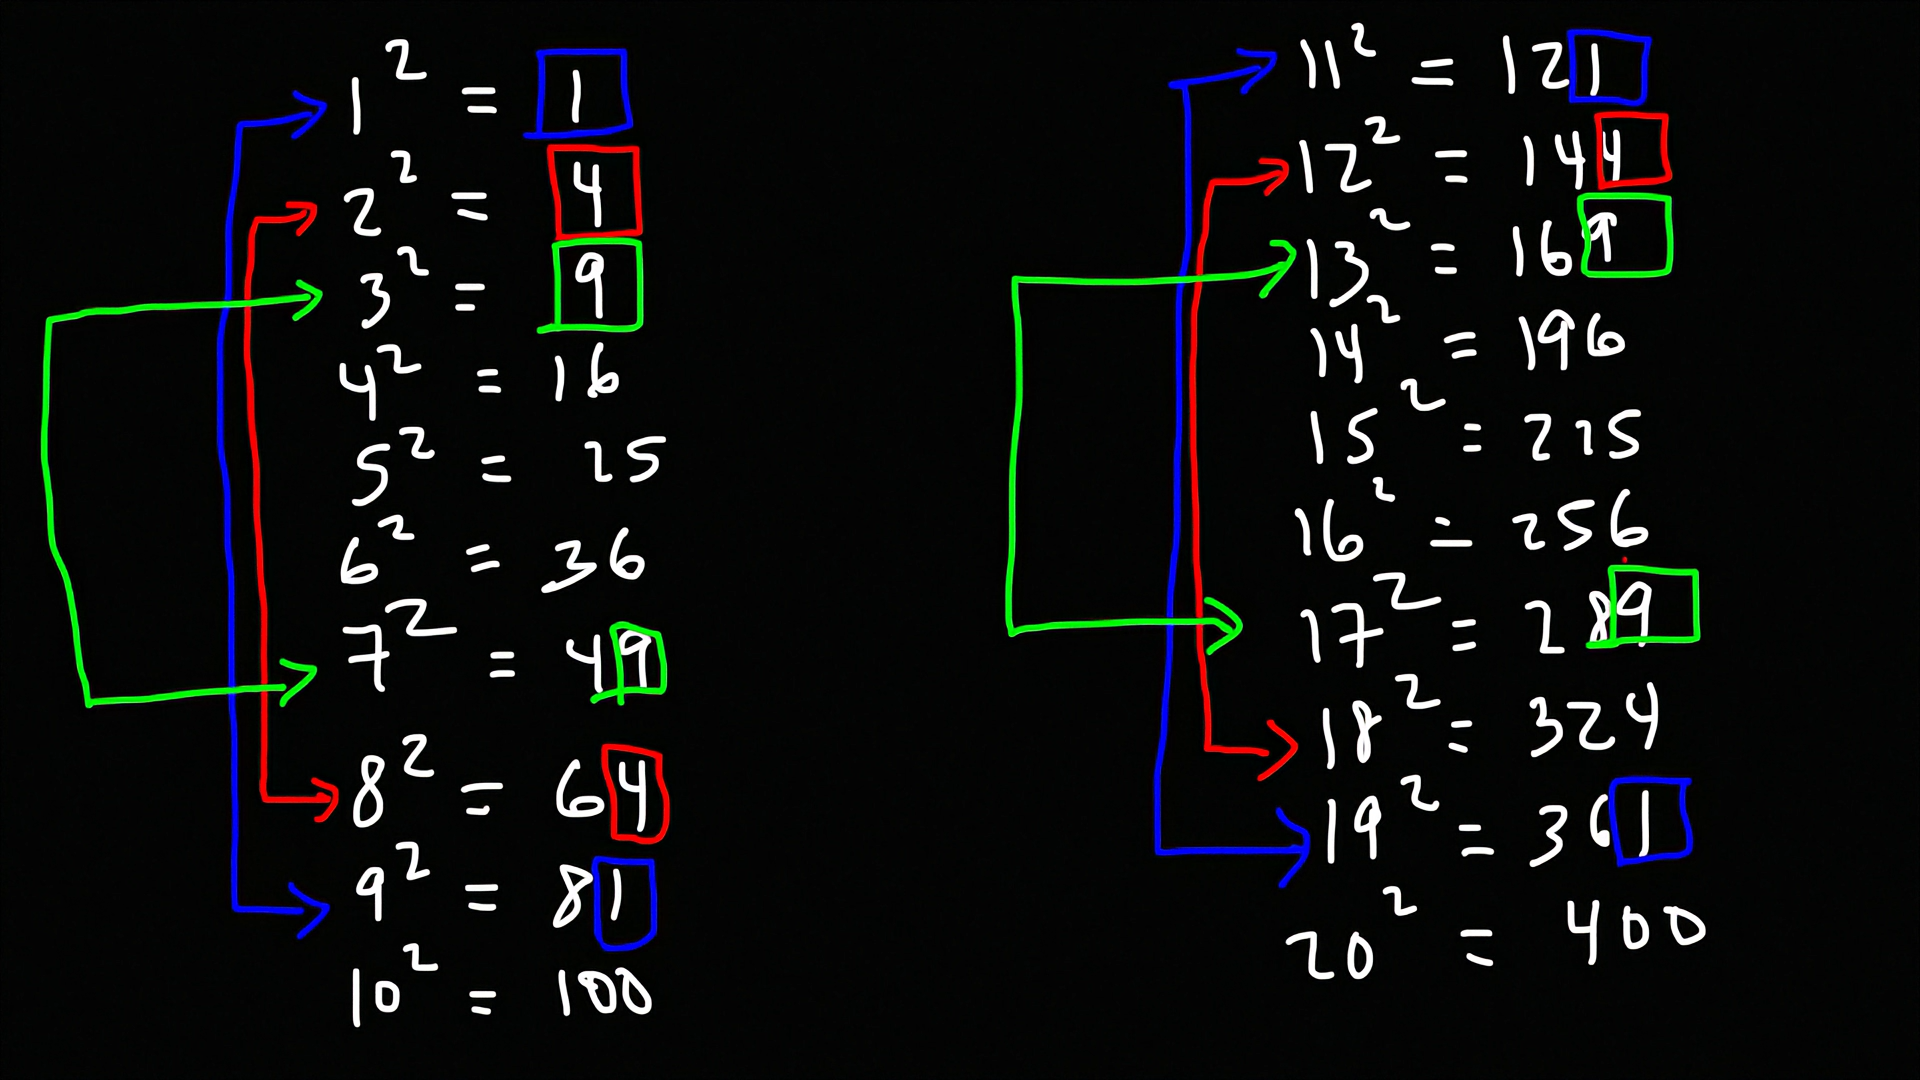 1² = 1
2² = 4
3² = 9
4² = 16
5² = 25
6² = 36
7² = 49
8² = 64
9² = 81
10² = 100
11² = 121
12² = 144
13² = 169
14² = 196
15² = 225
16² = 256
17² = 289
18² = 324
19² = 361
20² = 400